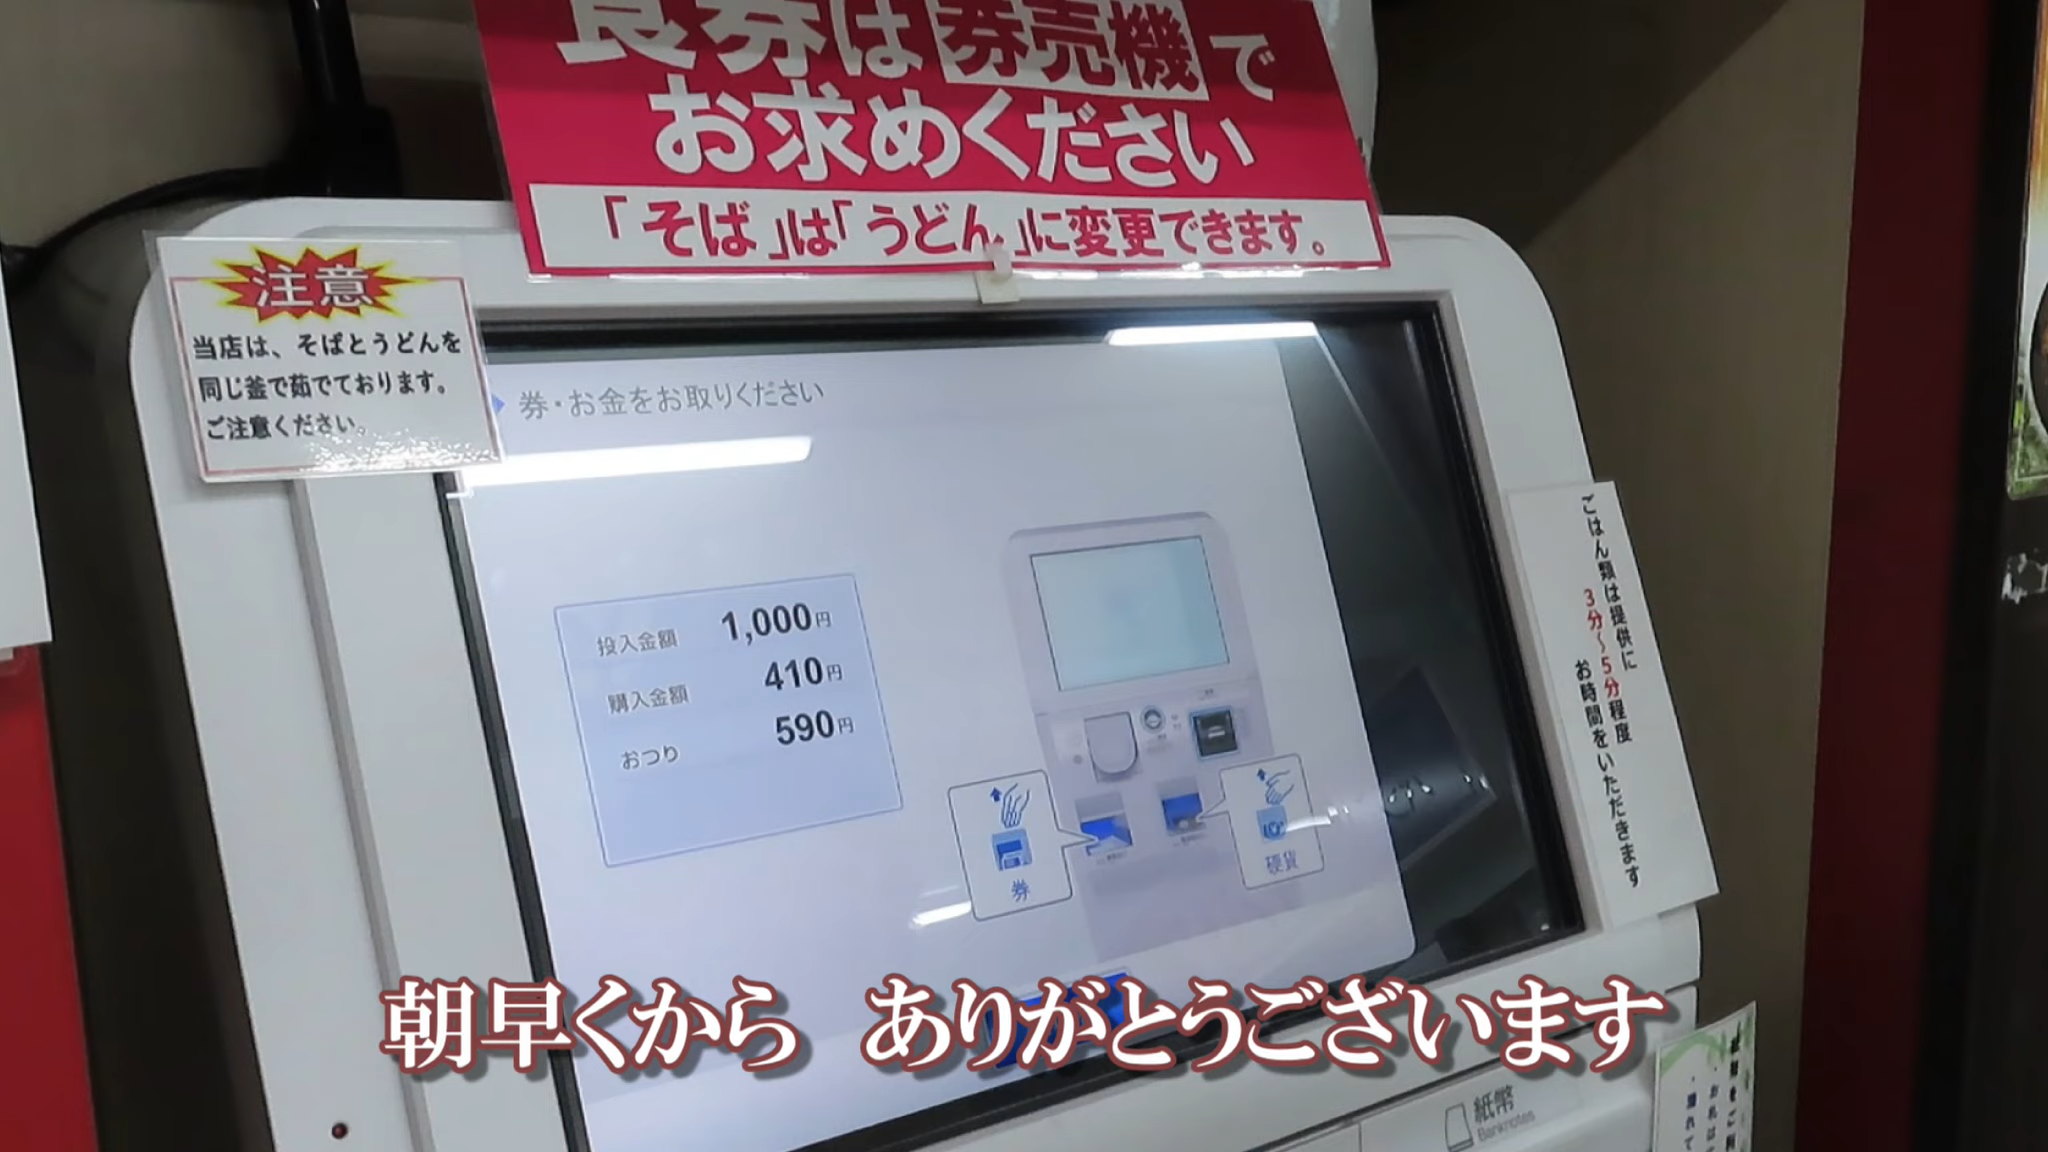 食券は券売機で
お求めください
「そば」は「うどん」に変更できます。
注意
当店は、そばとうどんを
同じ釜で茹でております。
ご注意ください。
券・お金をお取りください
投入金額 1,000円
購入金額 410円
おつり 590円
券
硬貨
ごはん類は提供に
3分～5分程度
お時間をいただきます
朝早くから ありがとうございます
紙幣
Banknotes